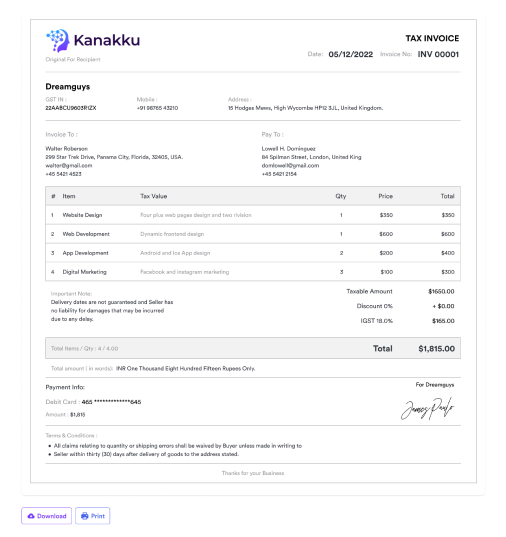 Kanakku
TAX INVOICE
Original For Recipient
Date: 05/12/2022 Invoice No: INV 00001
Dreamguys
GST IN : Mobile : Address :
22AABCU9603R1ZX +91 98765 43210 15 Hodges Mews, High Wycombe HP12 3JL, United Kingdom.
Invoice To : Pay To :
Walter Roberson Lowell H. Dominguez
299 Star Trek Drive, Panama City, Florida, 32405, USA. 84 Spilman Street, London, United King
walter@gmail.com domlowell@gmail.com
+45 5421 4523 +45 5421 2154
# Item Tax Value Qty Price Total
1 Website Design Four plus web pages design and two rivision 1 $350 $350
2 Web Development Dynamic frontend design 1 $600 $600
3 App Development Android and Ios App design 2 $200 $400
4 Digital Marketing Facebook and instagram marketing 3 $100 $300
Important Note: Taxable Amount $1650.00
Delivery dates are not guaranteed and Seller has
no liability for damages that may be incurred Discount 0% + $0.00
due to any delay. IGST 18.0% $165.00
Total Items / Qty : 4 / 4.00 Total $1,815.00
Total amount ( in words): INR One Thousand Eight Hundred Fifteen Rupees Only.
Payment Info: For Dreamguys
Debit Card : 465 *************645
Amount : $1,815
Terms & Conditions :
• All claims relating to quantity or shipping errors shall be waived by Buyer unless made in writing to
• Seller within thirty (30) days after delivery of goods to the address stated.
Thanks for your Business
Download Print